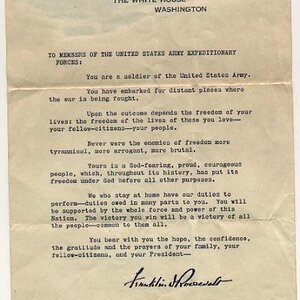 THE WHITE HOUSE
WASHINGTON
TO MEMBERS OF THE UNITED STATES ARMY EXPEDITIONARY
FORCES:
You are a soldier of the United States Army.
You have embarked for distant places where
the war is being fought.
Upon the outcome depends the freedom of
your lives: the freedom of the lives of those you love—
your fellow-citizens—your people.
Never were the enemies of freedom more
tyrannical, more arrogant, more brutal.
Yours is a God-fearing, proud, courageous
people, which, throughout its history, has put its
freedom under God before all other purposes.
We who stay at home have our duties to
perform—duties owed in many parts to you. You will
be supported by the whole force and power of this
Nation. The victory you win will be a victory of all
the people—common to them all.
You bear with you the hope, the confidence,
the gratitude and the prayers of your family, your
fellow-citizens, and your President—
Franklin D Roosevelt